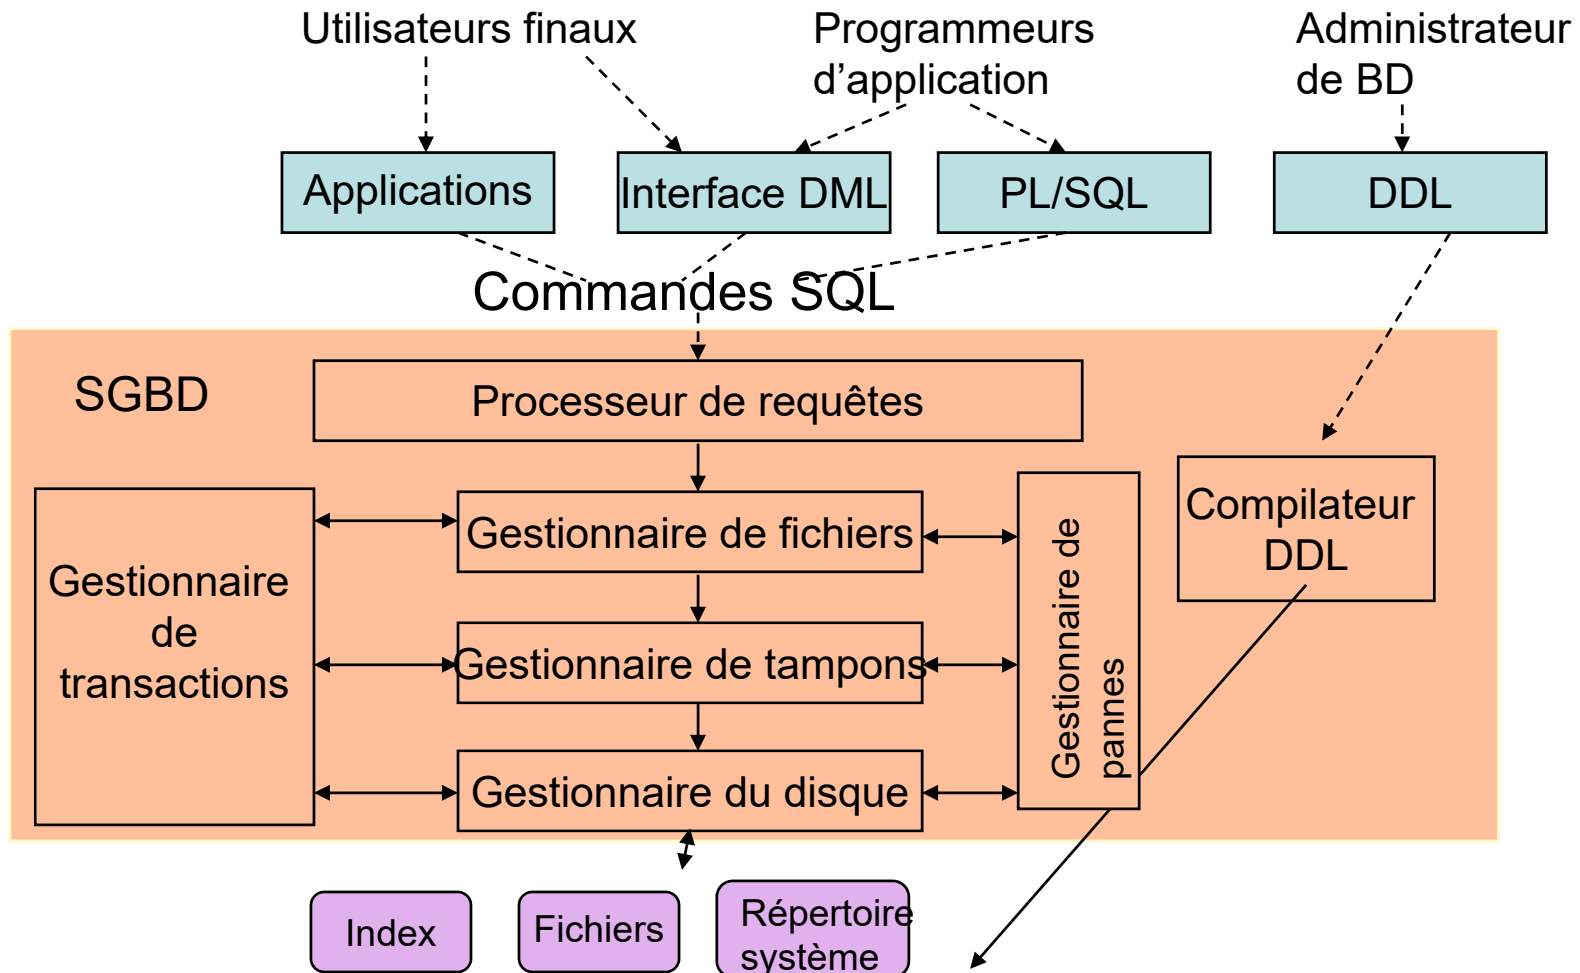 Utilisateurs finaux
Programmeurs
d’application
Administrateur
de BD
Applications
Interface DML
PL/SQL
DDL
Commandes SQL
SGBD
Processeur de requêtes
Gestionnaire
de
transactions
Gestionnaire de fichiers
Gestionnaire de tampons
Gestionnaire du disque
Gestionnaire de
pannes
Compilateur
DDL
Index
Fichiers
Répertoire
système